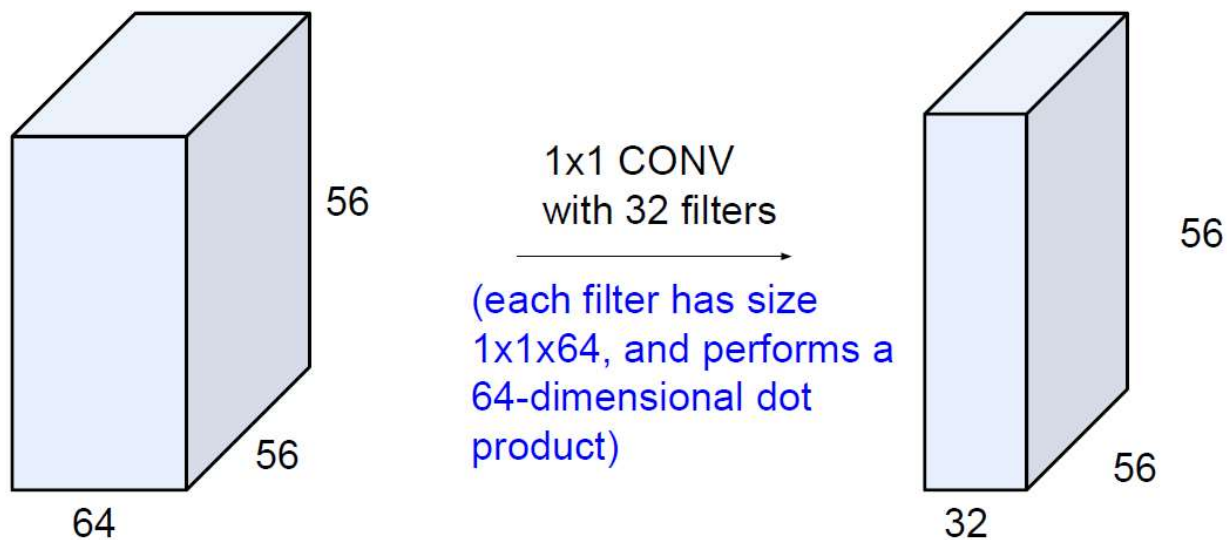 56
56
64
1x1 CONV
with 32 filters
(each filter has size
1x1x64, and performs a
64-dimensional dot
product)
56
56
32